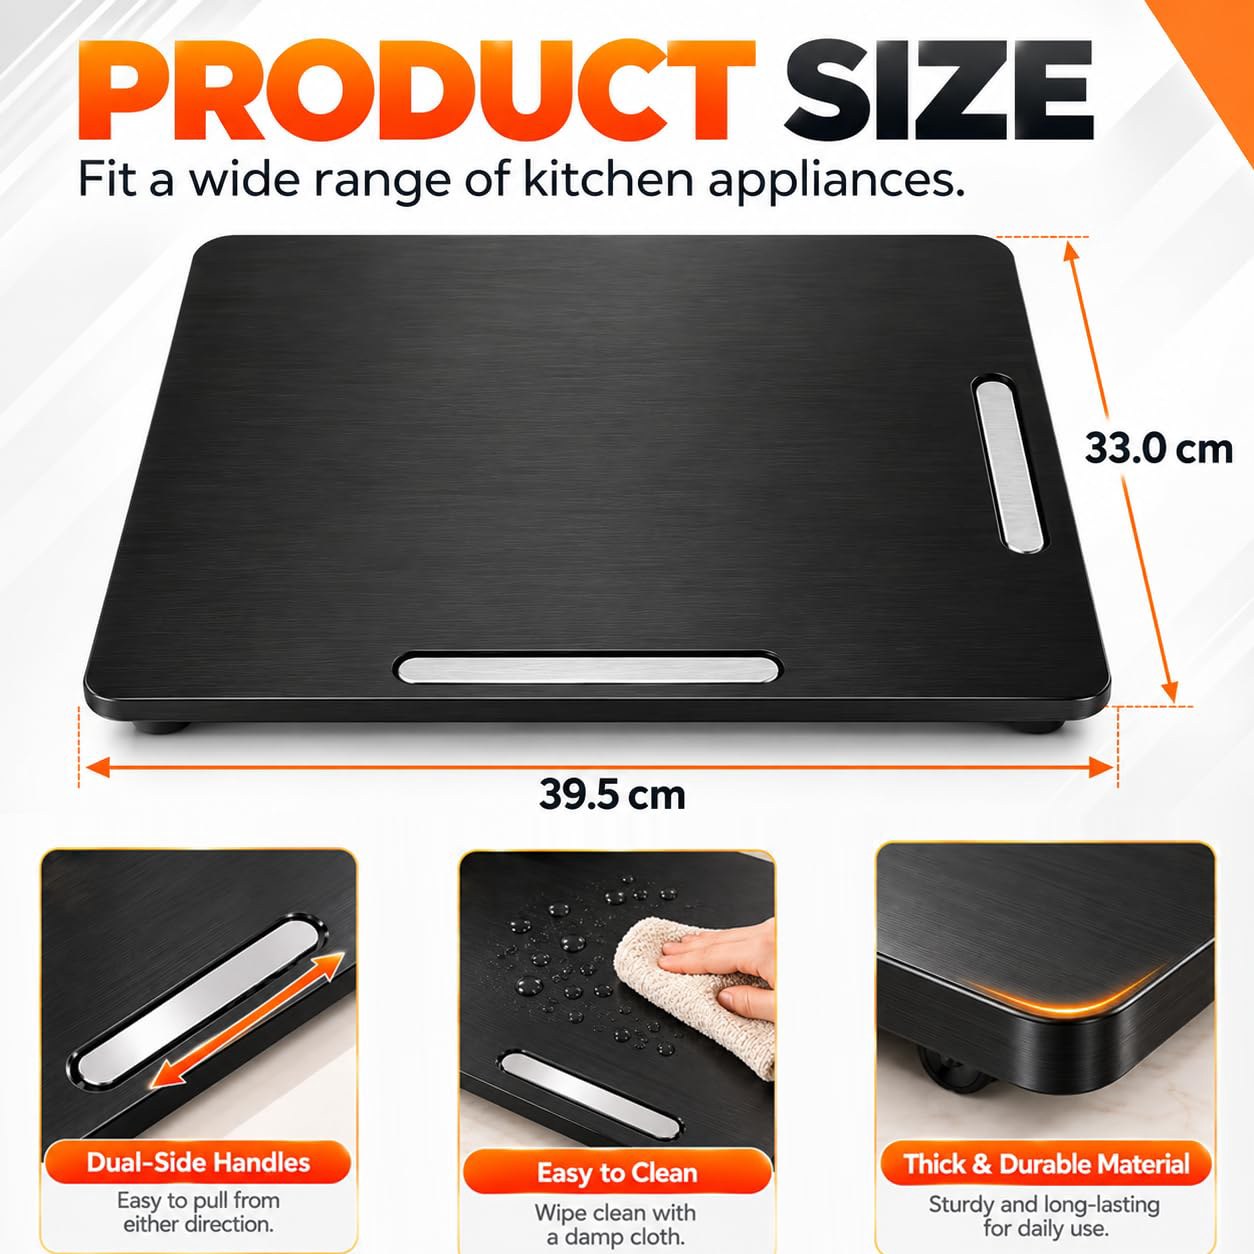 PRODUCT SIZE
Fit a wide range of kitchen appliances.
33.0 cm
39.5 cm
Dual-Side Handles
Easy to pull from
either direction.
Easy to Clean
Wipe clean with
a damp cloth.
Thick & Durable Material
Sturdy and long-lasting
for daily use.